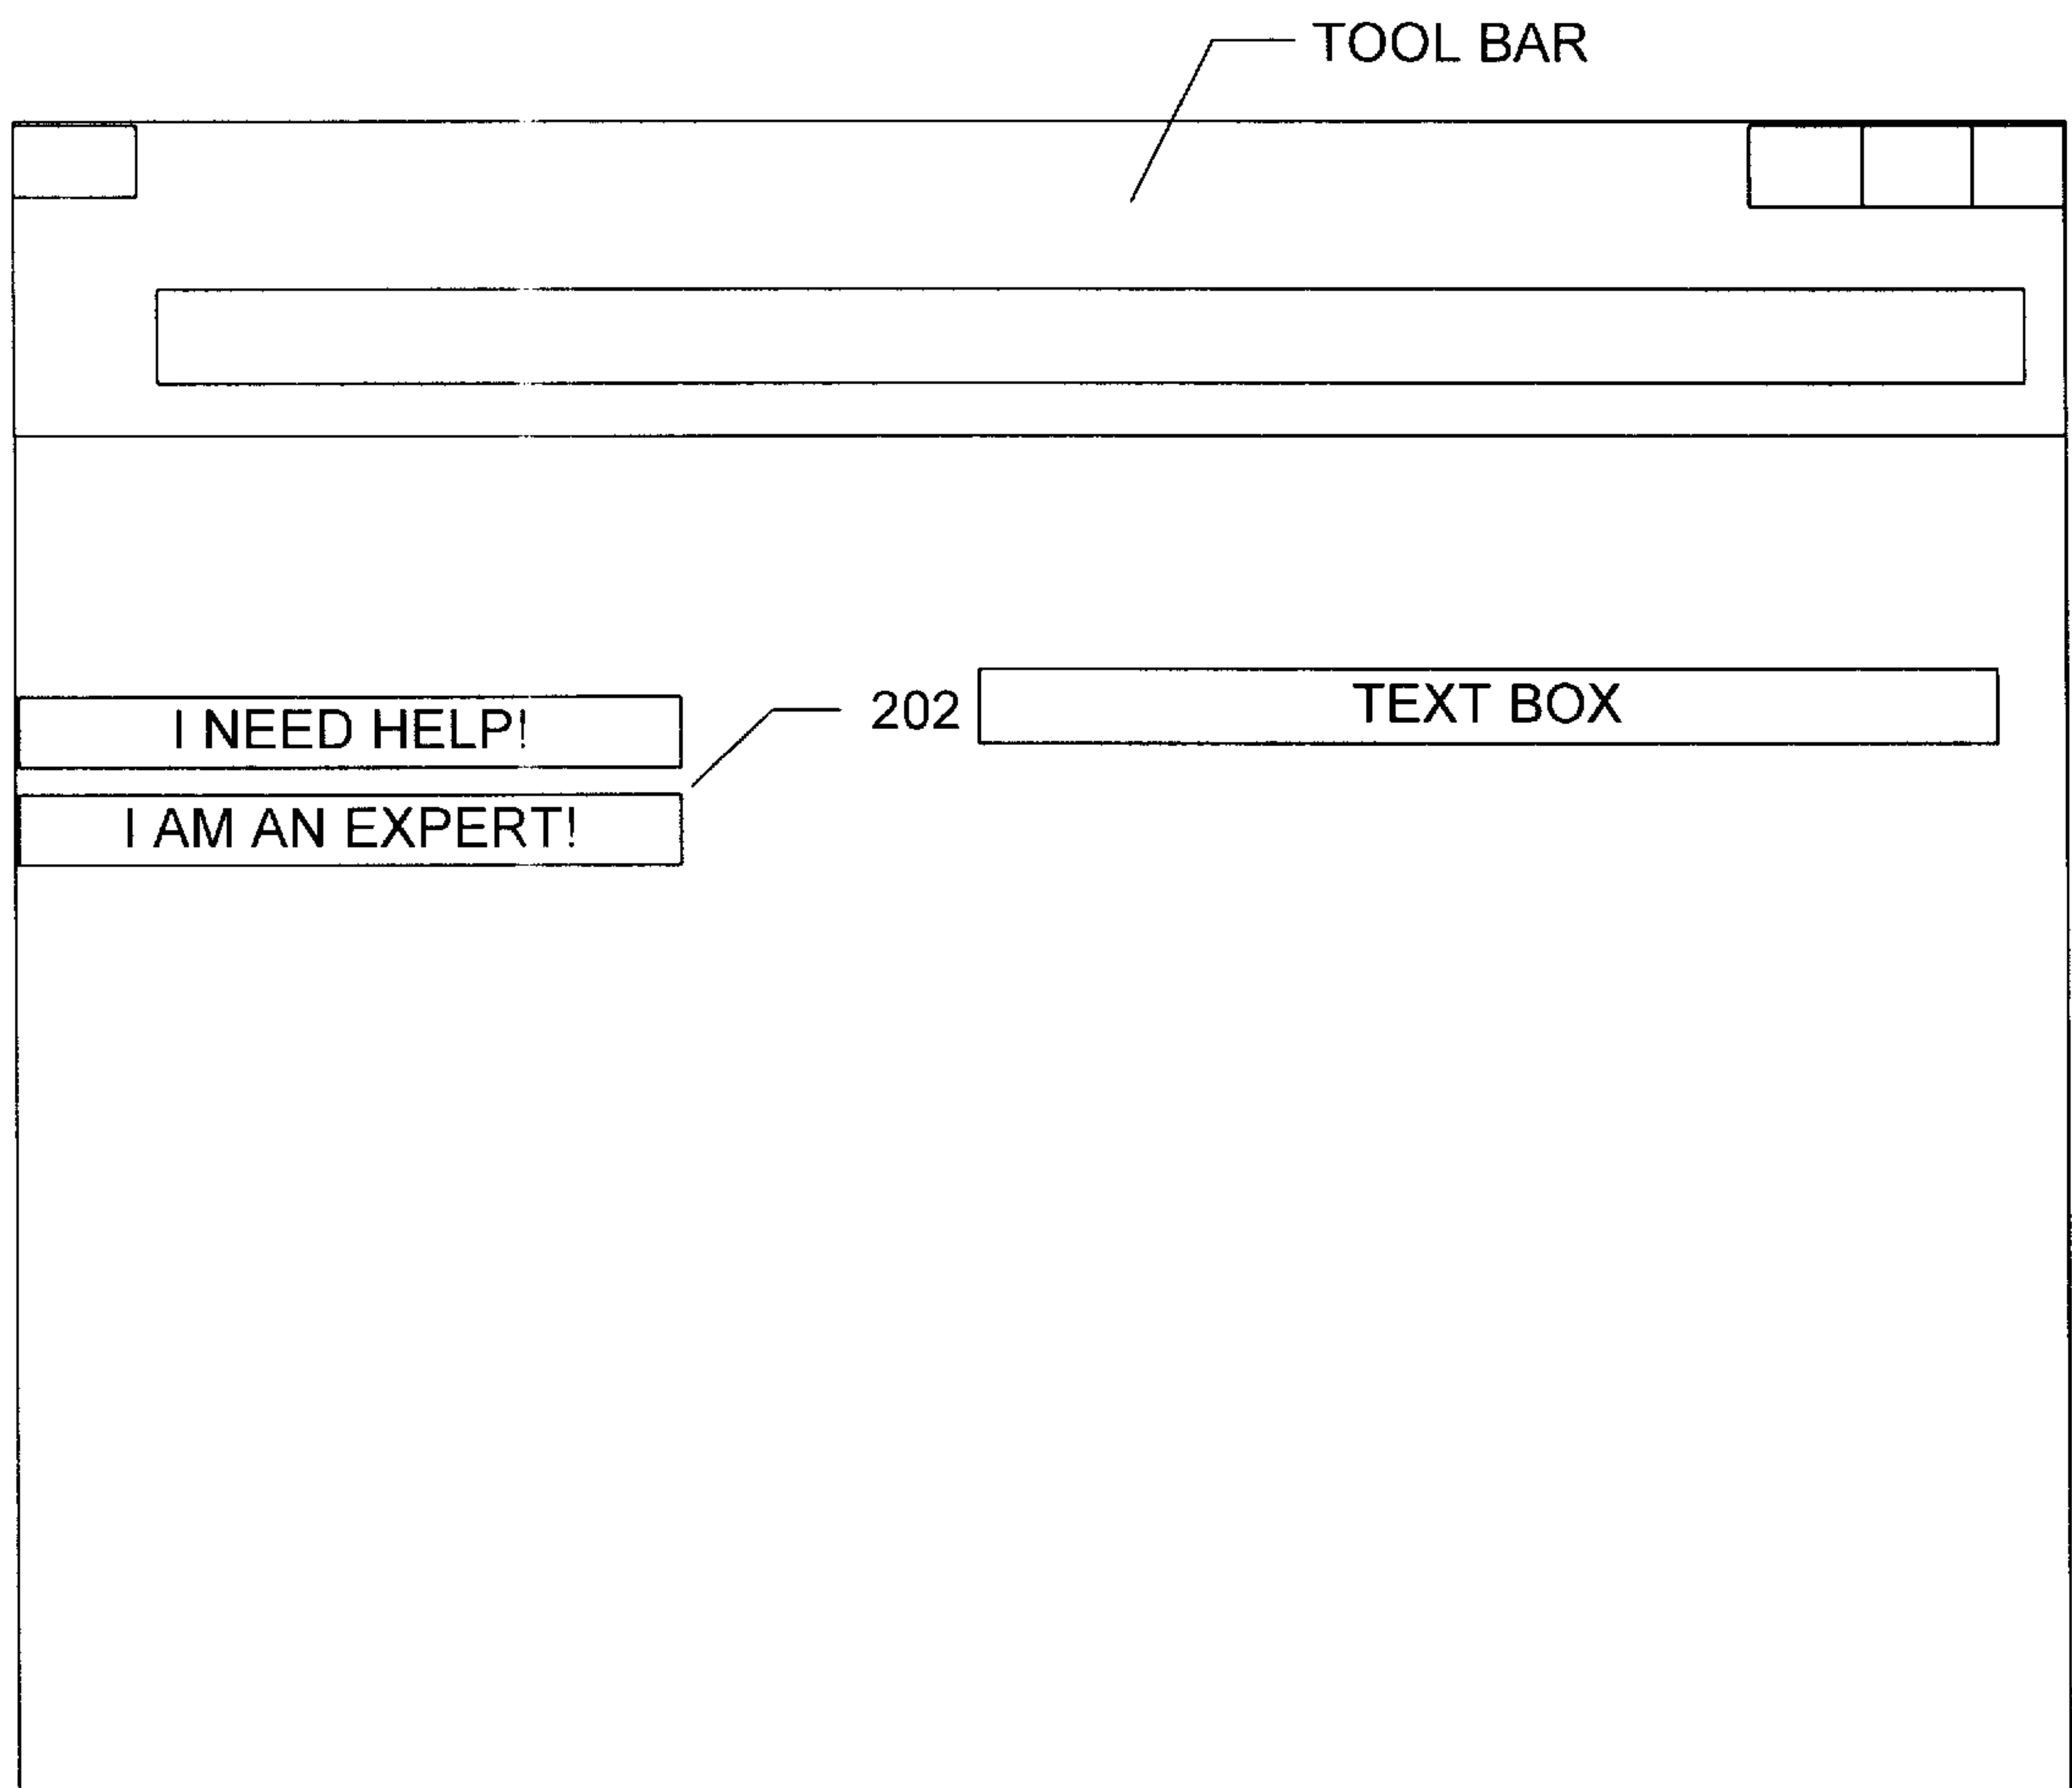 TOOL BAR
I NEED HELP!
202
TEXT BOX
I AM AN EXPERT!